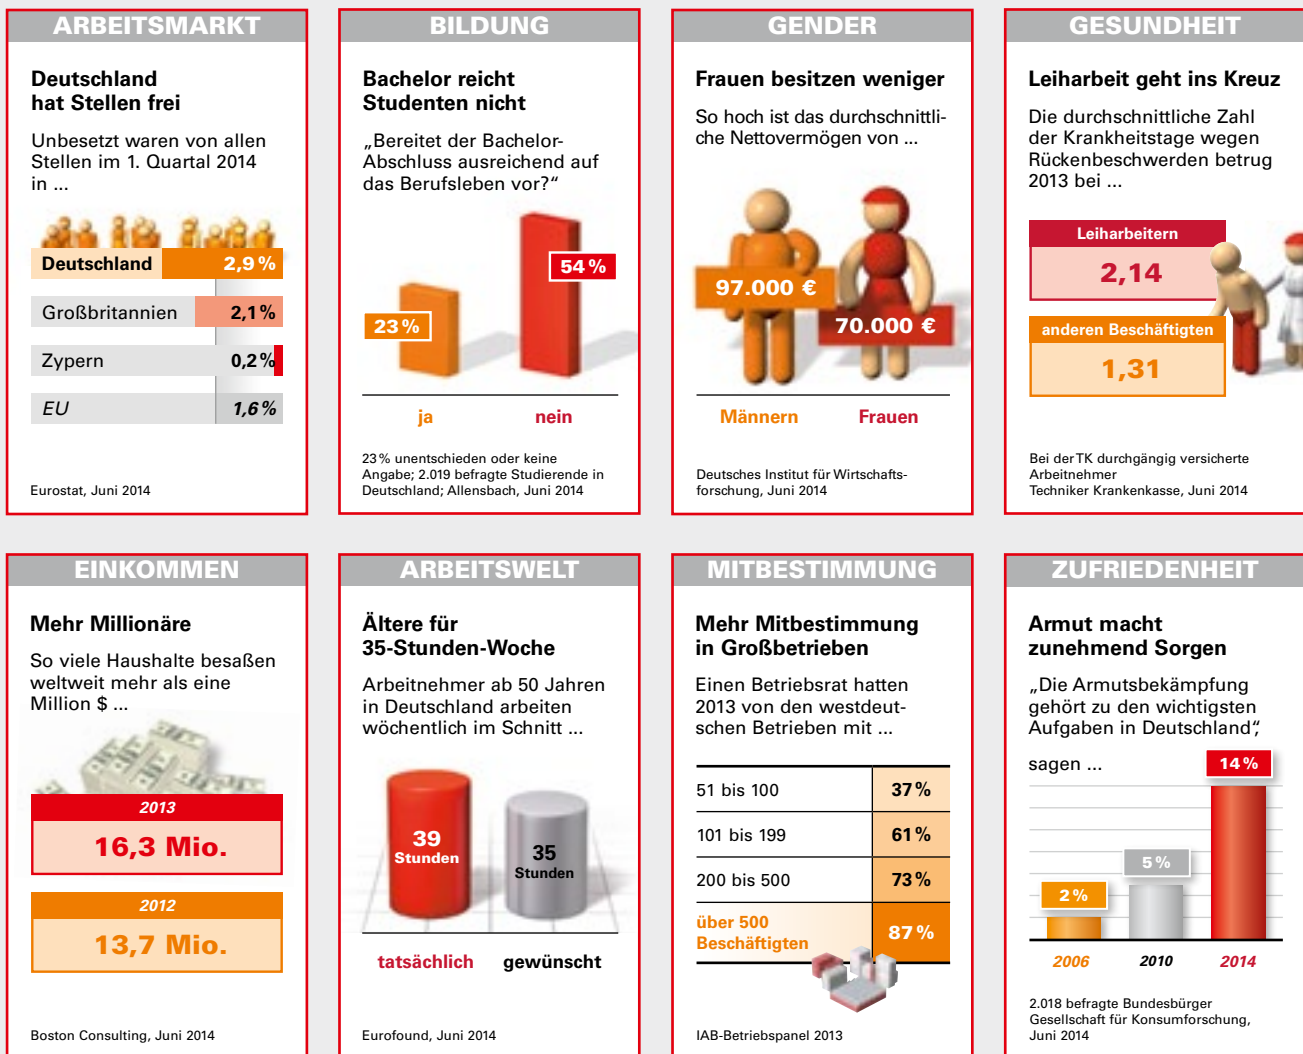 ARBEITSMARKT
Deutschland
hat Stellen frei
Unbesetzt waren von allen
Stellen im 1. Quartal 2014
in ...
Deutschland 2,9 %
Großbritannien 2,1 %
Zypern 0,2 %
EU 1,6 %
Eurostat, Juni 2014
BILDUNG
Bachelor reicht
Studenten nicht
„Bereitet der Bachelor-
Abschluss ausreichend auf
das Berufsleben vor?“
54 %
23 %
ja nein
23 % unentschieden oder keine
Angabe; 2.019 befragte Studierende in
Deutschland; Allensbach, Juni 2014
GENDER
Frauen besitzen weniger
So hoch ist das durchschnittli-
che Nettovermögen von ...
97.000 €
70.000 €
Männern Frauen
Deutsches Institut für Wirtschafts-
forschung, Juni 2014
GESUNDHEIT
Leiharbeit geht ins Kreuz
Die durchschnittliche Zahl
der Krankheitstage wegen
Rückenbeschwerden betrug
2013 bei ...
Leiharbeitern
2,14
anderen Beschäftigten
1,31
Bei der TK durchgängig versicherte
Arbeitnehmer
Techniker Krankenkasse, Juni 2014
EINKOMMEN
Mehr Millionäre
So viele Haushalte besaßen
weltweit mehr als eine
Million $ ...
2013
16,3 Mio.
2012
13,7 Mio.
Boston Consulting, Juni 2014
ARBEITSWELT
Ältere für
35-Stunden-Woche
Arbeitnehmer ab 50 Jahren
in Deutschland arbeiten
wöchentlich im Schnitt ...
39
Stunden
35
Stunden
tatsächlich gewünscht
Eurofound, Juni 2014
MITBESTIMMUNG
Mehr Mitbestimmung
in Großbetrieben
Einen Betriebsrat hatten
2013 von den westdeut-
schen Betrieben mit ...
51 bis 100 37 %
101 bis 199 61 %
200 bis 500 73 %
über 500
Beschäftigten 87 %
IAB-Betriebspanel 2013
ZUFRIEDENHEIT
Armut macht
zunehmend Sorgen
„Die Armutsbekämpfung
gehört zu den wichtigsten
Aufgaben in Deutschland“,
sagen ...
14 %
5 %
2 %
2006 2010 2014
2.018 befragte Bundesbürger
Gesellschaft für Konsumforschung,
Juni 2014